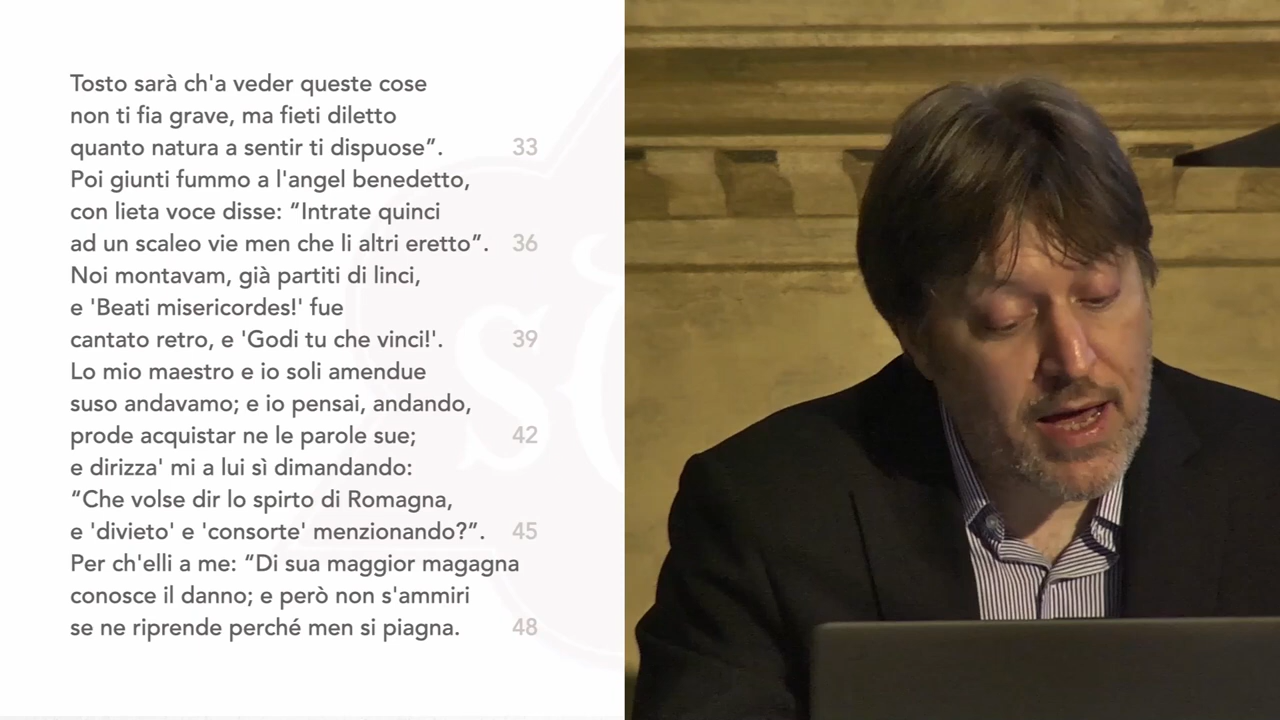 Tosto sarà ch'a veder queste cose
non ti fia grave, ma fieti diletto
quanto natura a sentir ti dispuose”. 33
Poi giunti fummo a l'angel benedetto,
con lieta voce disse: “Intrate quinci
ad un scaleo vie men che li altri eretto”. 36
Noi montavam, già partiti di linci,
e 'Beati misericordes!' fue
cantato retro, e 'Godi tu che vinci!'. 39
Lo mio maestro e io soli amendue
suso andavamo; e io pensai, andando,
prode acquistar ne le parole sue; 42
e dirizza' mi a lui sì dimandando:
“Che volse dir lo spirto di Romagna,
e 'divieto' e 'consorte' menzionando?”. 45
Per ch'elli a me: “Di sua maggior magagna
conosce il danno; e però non s'ammiri
se ne riprende perché men si piagna. 48